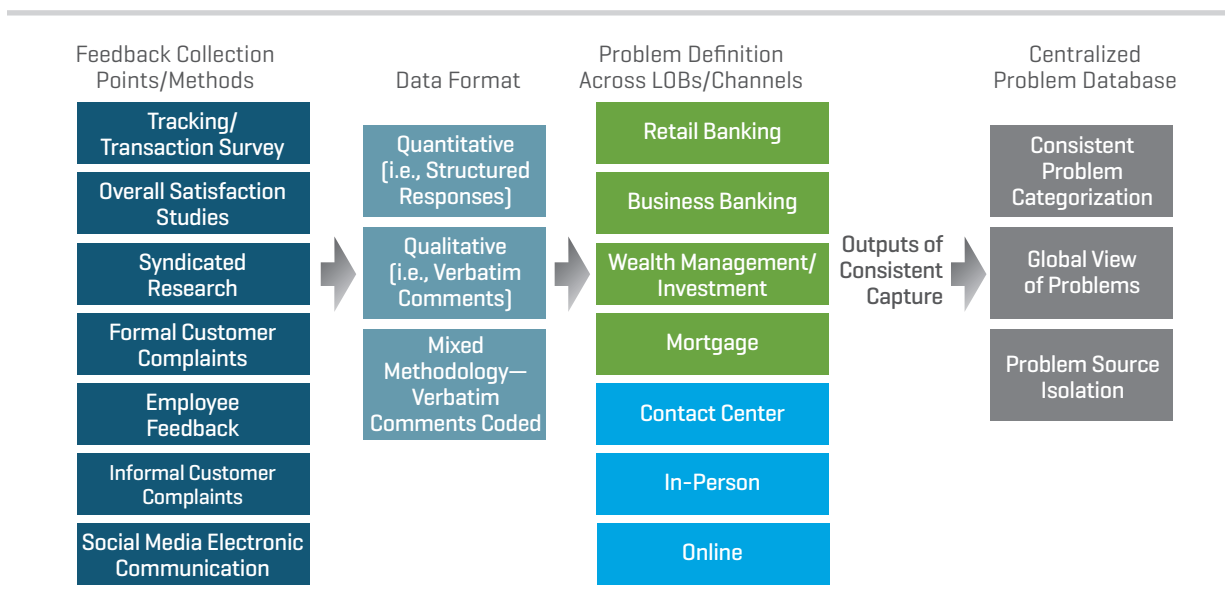 Feedback Collection
Points/Methods
Tracking/
Transaction Survey
Overall Satisfaction
Studies
Syndicated
Research
Formal Customer
Complaints
Employee
Feedback
Informal Customer
Complaints
Social Media Electronic
Communication
Data Format
Quantitative
(i.e., Structured
Responses)
Qualitative
(i.e., Verbatim
Comments)
Mixed
Methodology—
Verbatim
Comments Coded
Problem Definition
Across LOBs/Channels
Retail Banking
Business Banking
Wealth Management/
Investment
Mortgage
Contact Center
In-Person
Online
Outputs of
Consistent
Capture
Centralized
Problem Database
Consistent
Problem
Categorization
Global View
of Problems
Problem Source
Isolation